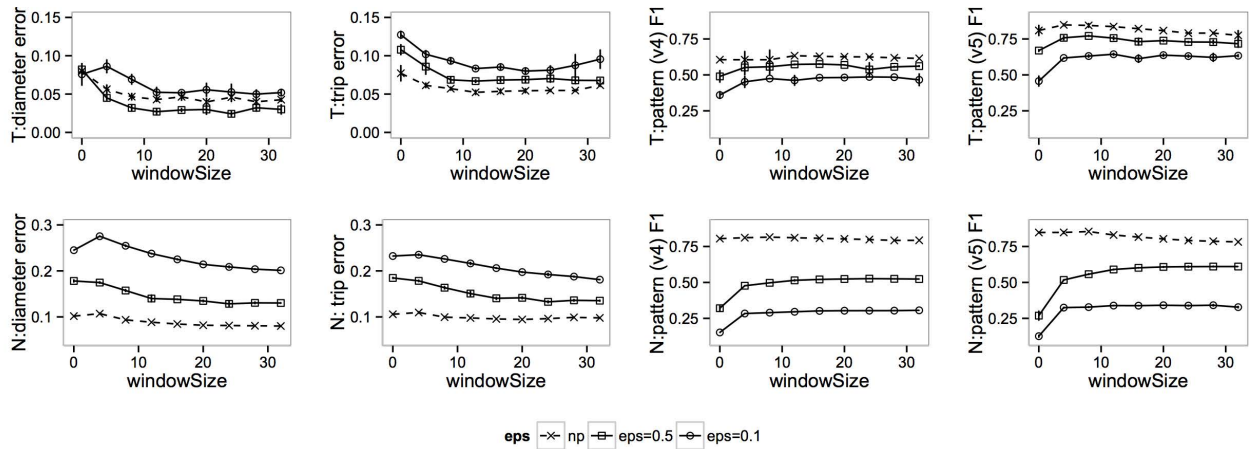 T:diameter error
0.15
0.10
0.05
0.00
0 10 20 30
windowSize
T:trip error
0.15
0.10
0.05
0.00
0 10 20 30
windowSize
T:pattern (v4) F1
0.75
0.50
0.25
0 10 20 30
windowSize
T:pattern (v5) F1
0.75
0.50
0.25
0 10 20 30
windowSize
N:diameter error
0.3
0.2
0.1
0 10 20 30
windowSize
N: trip error
0.3
0.2
0.1
0 10 20 30
windowSize
N:pattern (v4) F1
0.75
0.50
0.25
0 10 20 30
windowSize
N:pattern (v5) F1
0.75
0.50
0.25
0 10 20 30
windowSize
eps np eps=0.5 eps=0.1